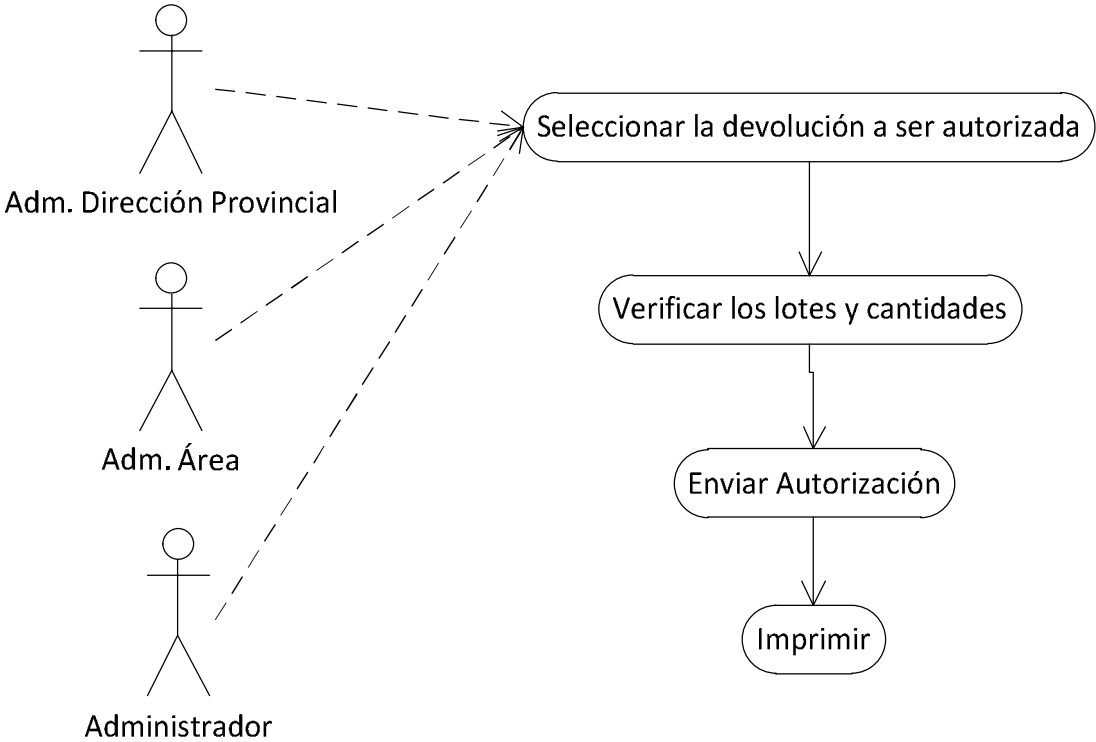 Seleccionar la devolución a ser autorizada
Adm. Dirección Provincial
Verificar los lotes y cantidades
Adm. Área
Enviar Autorización
Imprimir
Administrador